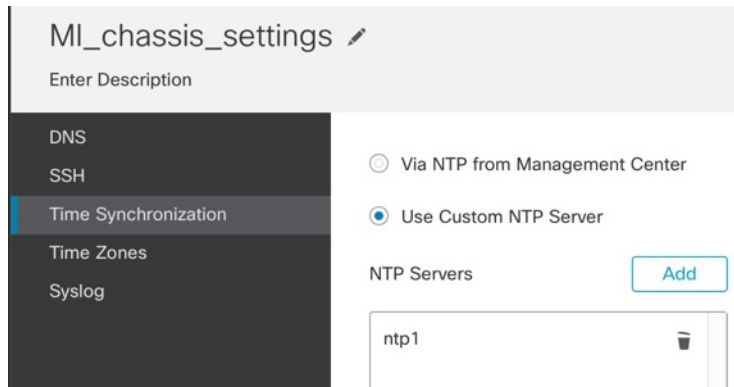 MI_chassis_settings
Enter Description
DNS
SSH
Time Synchronization
Time Zones
Syslog
Via NTP from Management Center
Use Custom NTP Server
NTP Servers
Add
ntp1